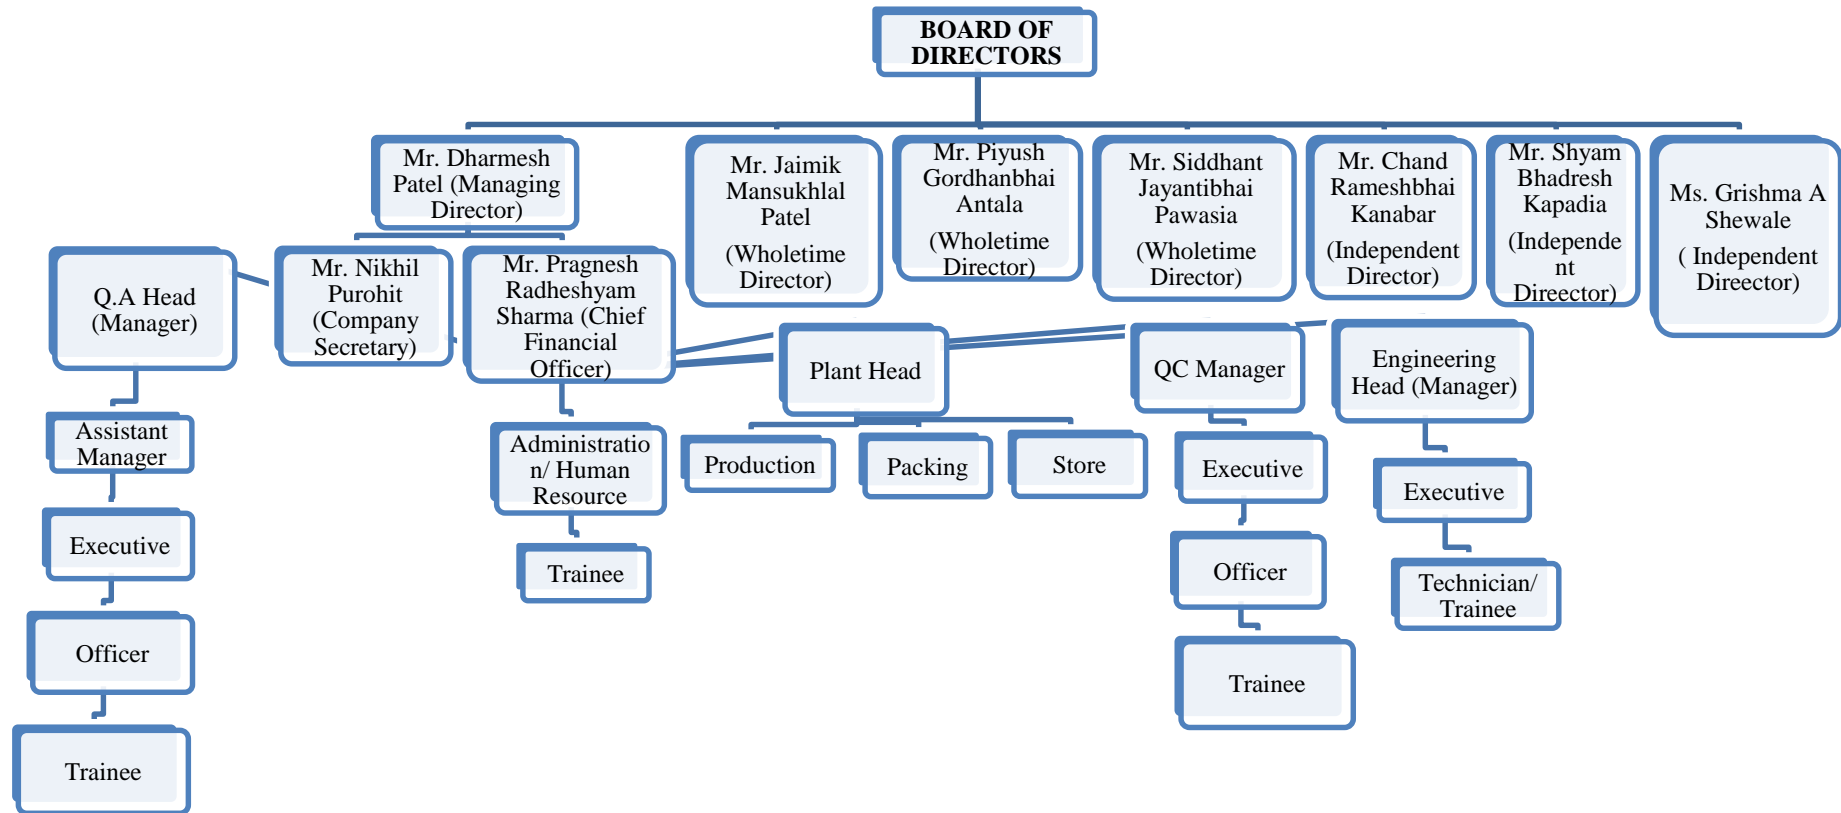 BOARD OF
DIRECTORS
Mr. Dharmesh
Patel (Managing
Director)
Mr. Jaimik
Mansukhlal
Patel
(Wholetime
Director)
Mr. Piyush
Gordhanbhai
Antala
(Wholetime
Director)
Mr. Siddhant
Jayantibhai
Pawasia
(Wholetime
Director)
Mr. Chand
Rameshbhai
Kanabar
(Independent
Director)
Mr. Shyam
Bhadresh
Kapadia
(Independe
nt
Direector)
Ms. Grishma A
Shewale
( Independent
Direector)
Q.A Head
(Manager)
Mr. Nikhil
Purohit
(Company
Secretary)
Mr. Pragnesh
Radheshyam
Sharma (Chief
Financial
Officer)
Plant Head
QC Manager
Engineering
Head (Manager)
Assistant
Manager
Administratio
n/ Human
Resource
Production
Packing
Store
Executive
Executive
Executive
Trainee
Officer
Technician/
Trainee
Officer
Trainee
Trainee